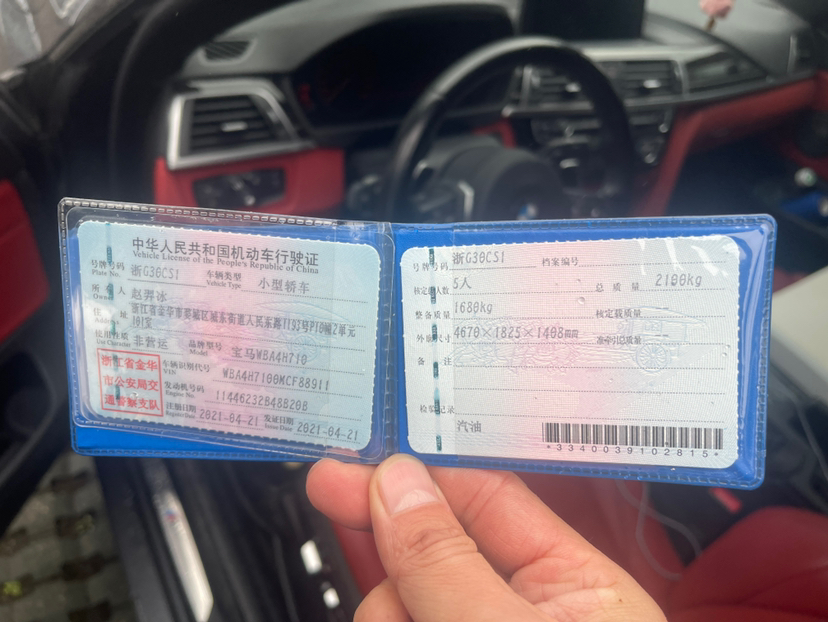 中华人民共和国机动车行驶证
Vehicle License of the People's Republic of China
号牌号码 浙G30CS1 车辆类型 小型轿车
Plate No. Vehicle Type
所有人 赵羿冰
Owner
住址 浙江省金华市婺城区城东街道人民东路1193号P10幢2单元
Address 101室
使用性质 非营运 品牌型号 宝马WBA4H710
Use Character Model
浙江省金华
市公安局交
通警察支队
车辆识别代号 WBA4H7100MCF88911
VIN
发动机号码 11446232B48B20B
Engine No.
注册日期 2021-04-21 发证日期 2021-04-21
Register Date Issue Date
号牌号码 浙G30CS1 档案编号
核定载人数 5人 总质量 2100kg
整备质量 1680kg 核定载质量
外廓尺寸 4670×1825×1408mm 准牵引总质量
备注
检验记录
汽油
*3340039102815*